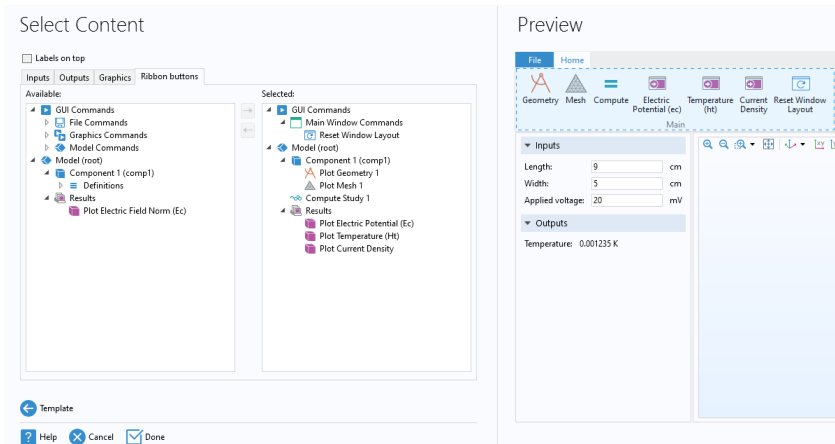 Select Content
Labels on top
Inputs Outputs Graphics Ribbon buttons
Available:
GUI Commands
File Commands
Graphics Commands
Model Commands
Model (root)
Component 1 (comp1)
Definitions
Results
Plot Electric Field Norm (Ec)
Selected:
GUI Commands
Main Window Commands
Reset Window Layout
Model (root)
Component 1 (comp1)
Plot Geometry 1
Plot Mesh 1
Compute Study 1
Results
Plot Electric Potential (Ec)
Plot Temperature (Ht)
Plot Current Density
Template
Help Cancel Done
Preview
File Home
Geometry Mesh Compute Electric Temperature Current Reset Window
Potential (ec) (ht) Density Layout
Main
Inputs
Length: 9 cm
Width: 5 cm
Applied voltage: 20 mV
Outputs
Temperature: 0.001235 K
xy